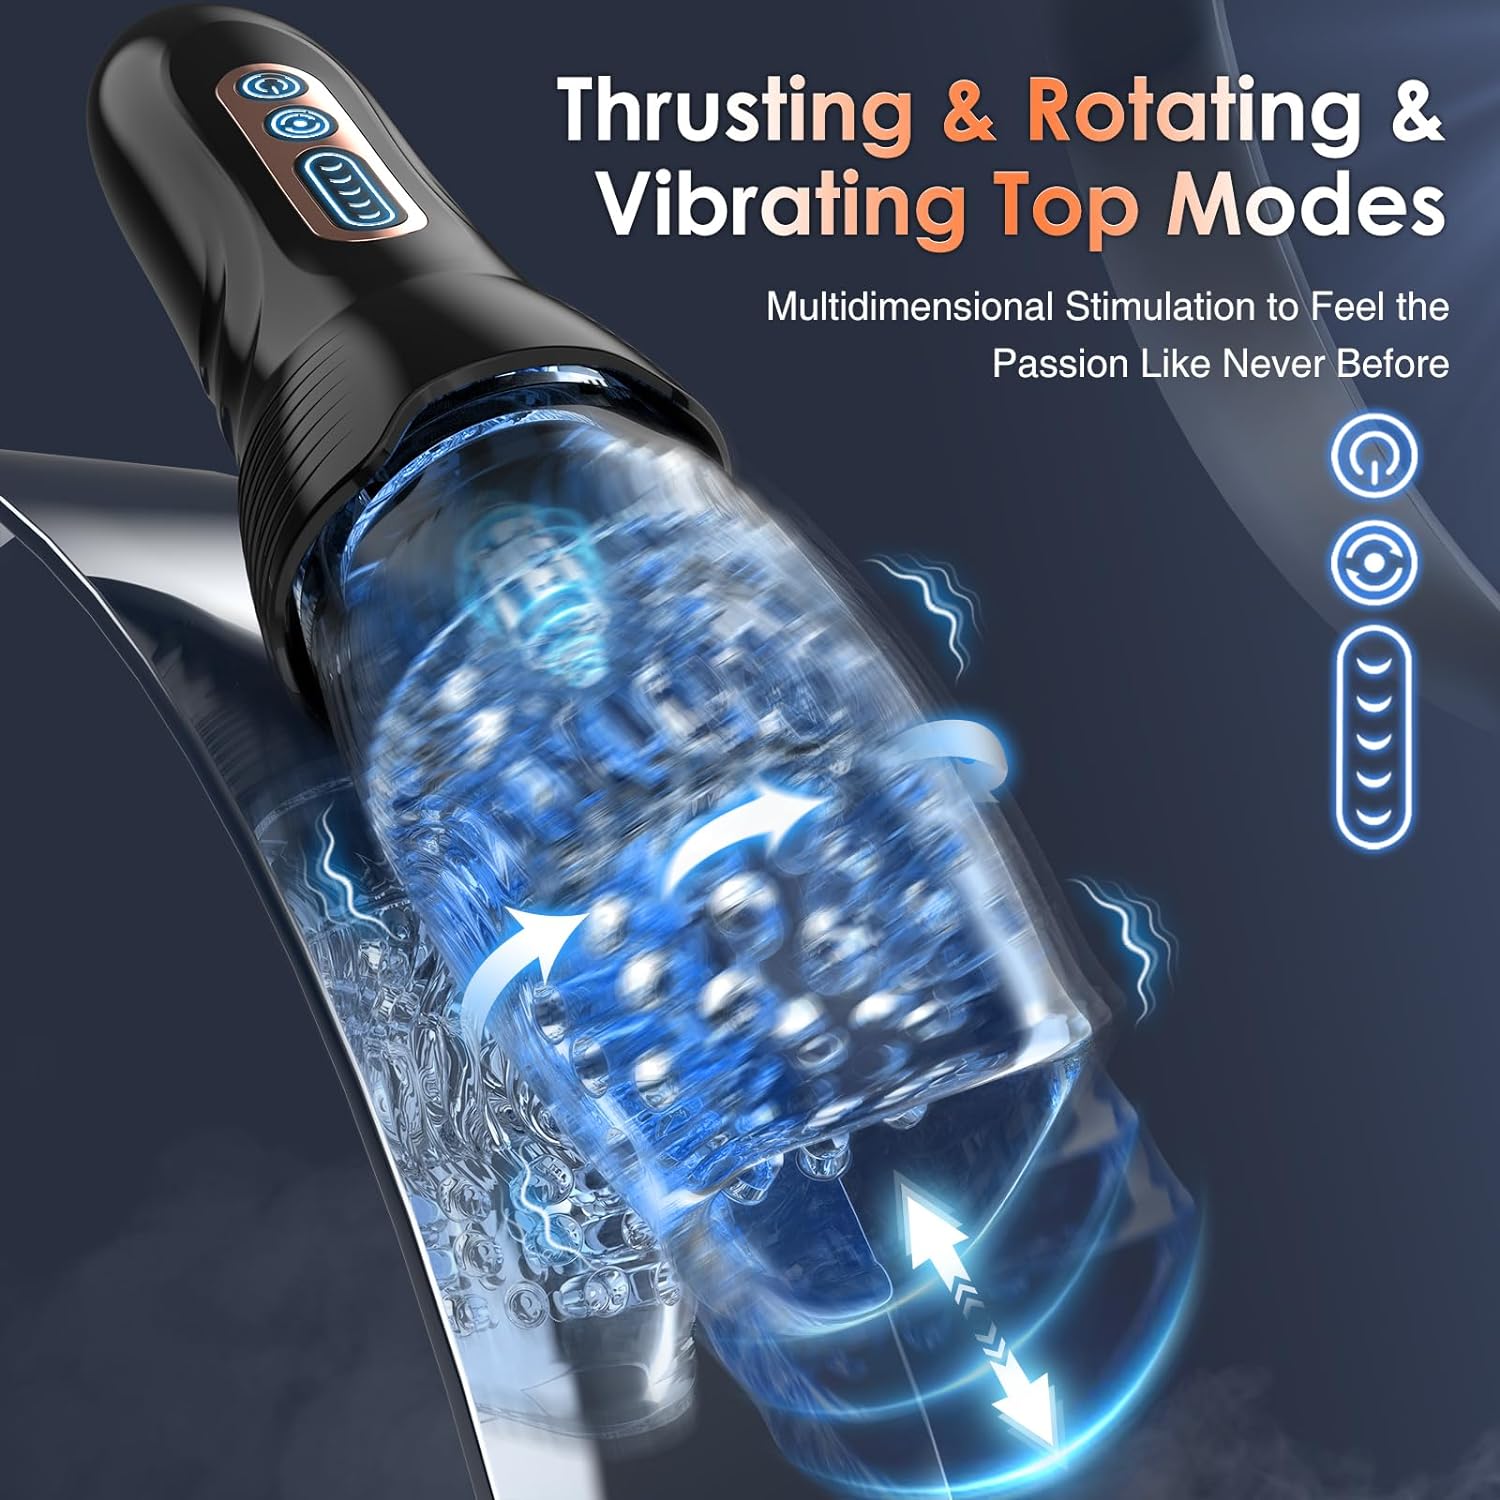 Thrusting & Rotating &
Vibrating Top Modes
Multidimensional Stimulation to Feel the
Passion Like Never Before